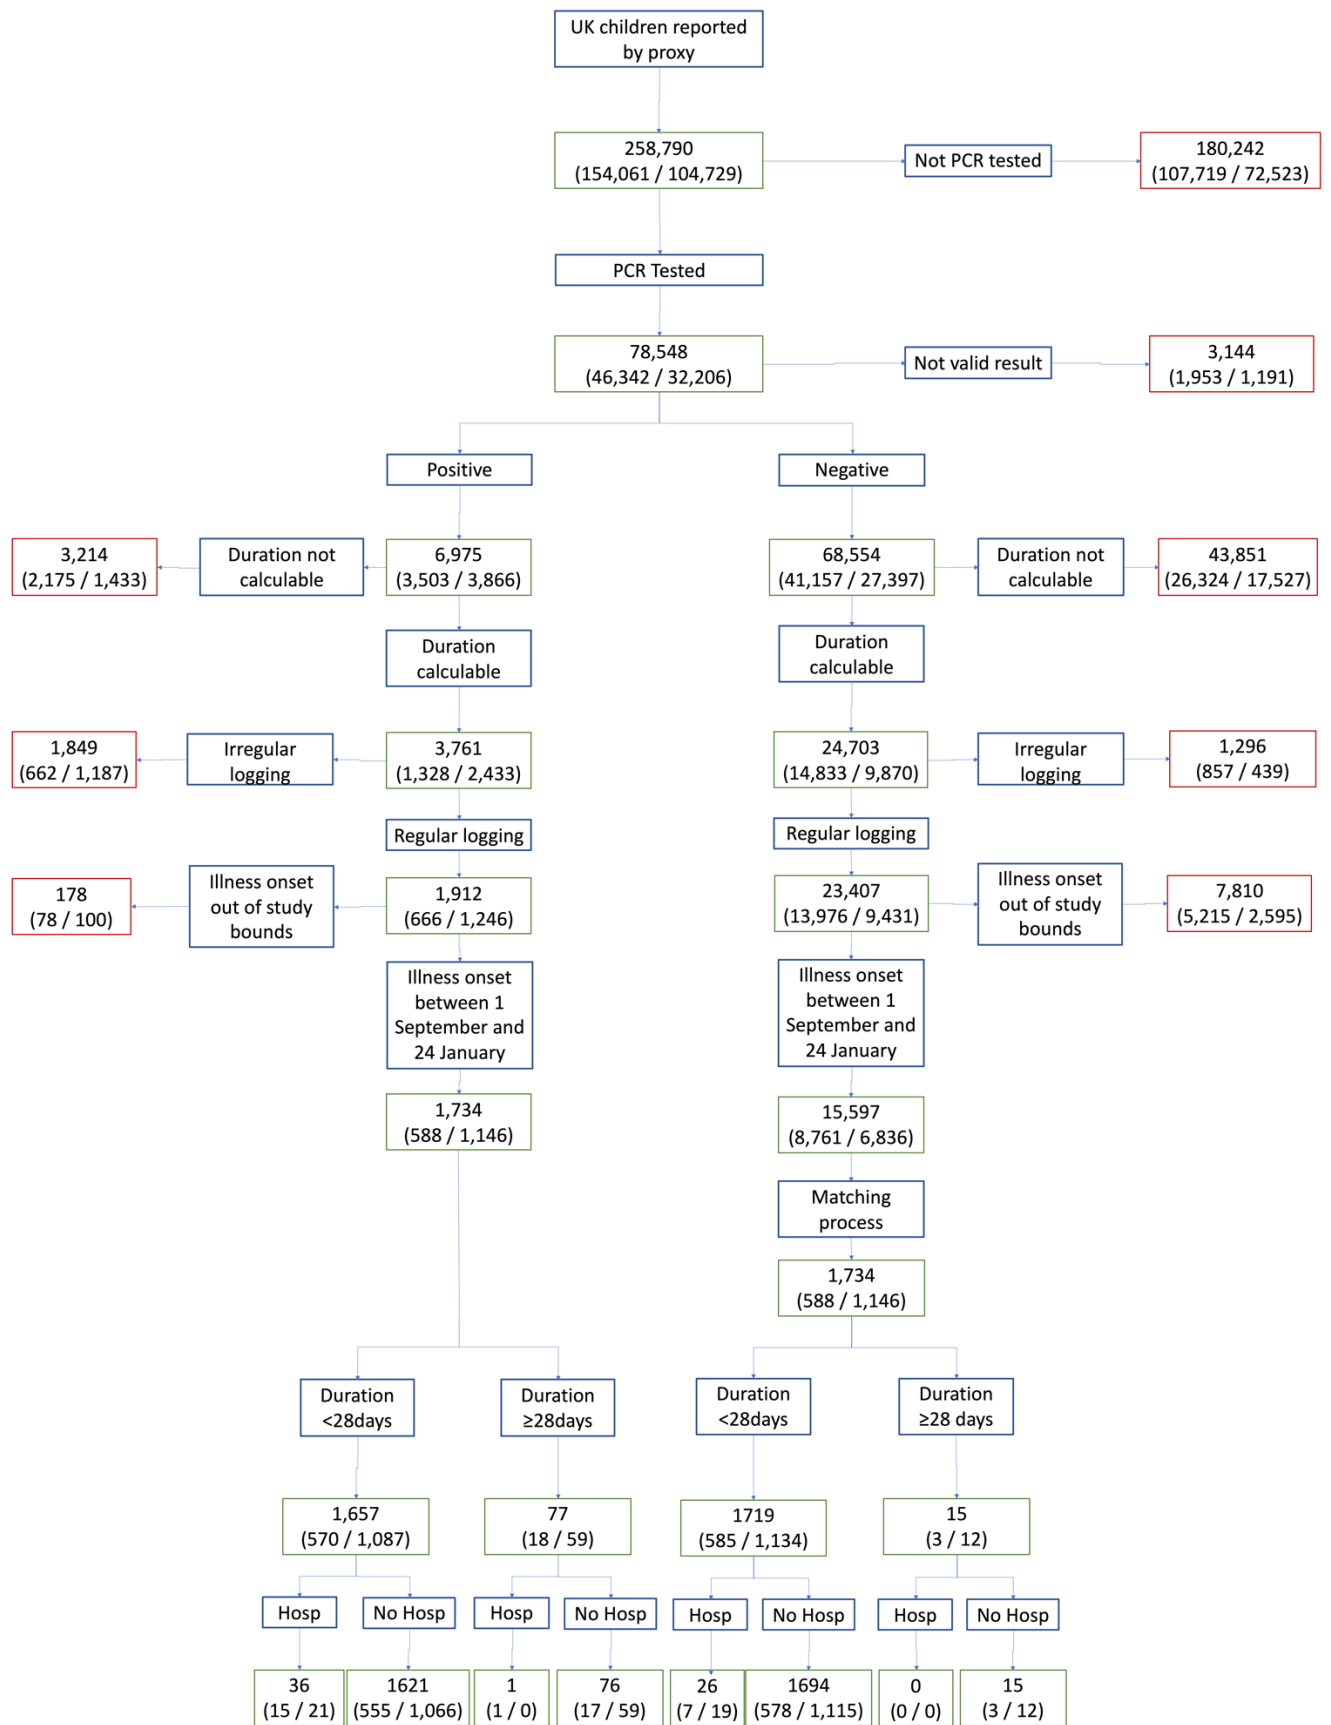 UK children reported
by proxy
258,790
(154,061 / 104,729)
Not PCR tested
180,242
(107,719 / 72,523)
PCR Tested
78,548
(46,342 / 32,206)
Not valid result
3,144
(1,953 / 1,191)
Positive
Negative
3,214
(2,175 / 1,433)
Duration not
calculable
6,975
(3,503 / 3,866)
68,554
(41,157 / 27,397)
Duration not
calculable
43,851
(26,324 / 17,527)
Duration
calculable
Duration
calculable
1,849
(662 / 1,187)
Irregular
logging
3,761
(1,328 / 2,433)
24,703
(14,833 / 9,870)
Irregular
logging
1,296
(857 / 439)
Regular logging
Regular logging
178
(78 / 100)
Illness onset
out of study
bounds
1,912
(666 / 1,246)
23,407
(13,976 / 9,431)
Illness onset
out of study
bounds
7,810
(5,215 / 2,595)
Illness onset
between 1
September and
24 January
Illness onset
between 1
September and
24 January
1,734
(588 / 1,146)
15,597
(8,761 / 6,836)
Matching
process
1,734
(588 / 1,146)
Duration
<28days
Duration
≥28days
Duration
<28days
Duration
≥28 days
1,657
(570 / 1,087)
77
(18 / 59)
1719
(585 / 1,134)
15
(3 / 12)
Hosp
No Hosp
Hosp
No Hosp
Hosp
No Hosp
Hosp
No Hosp
36
(15 / 21)
1621
(555 / 1,066)
1
(1 / 0)
76
(17 / 59)
26
(7 / 19)
1694
(578 / 1,115)
0
(0 / 0)
15
(3 / 12)